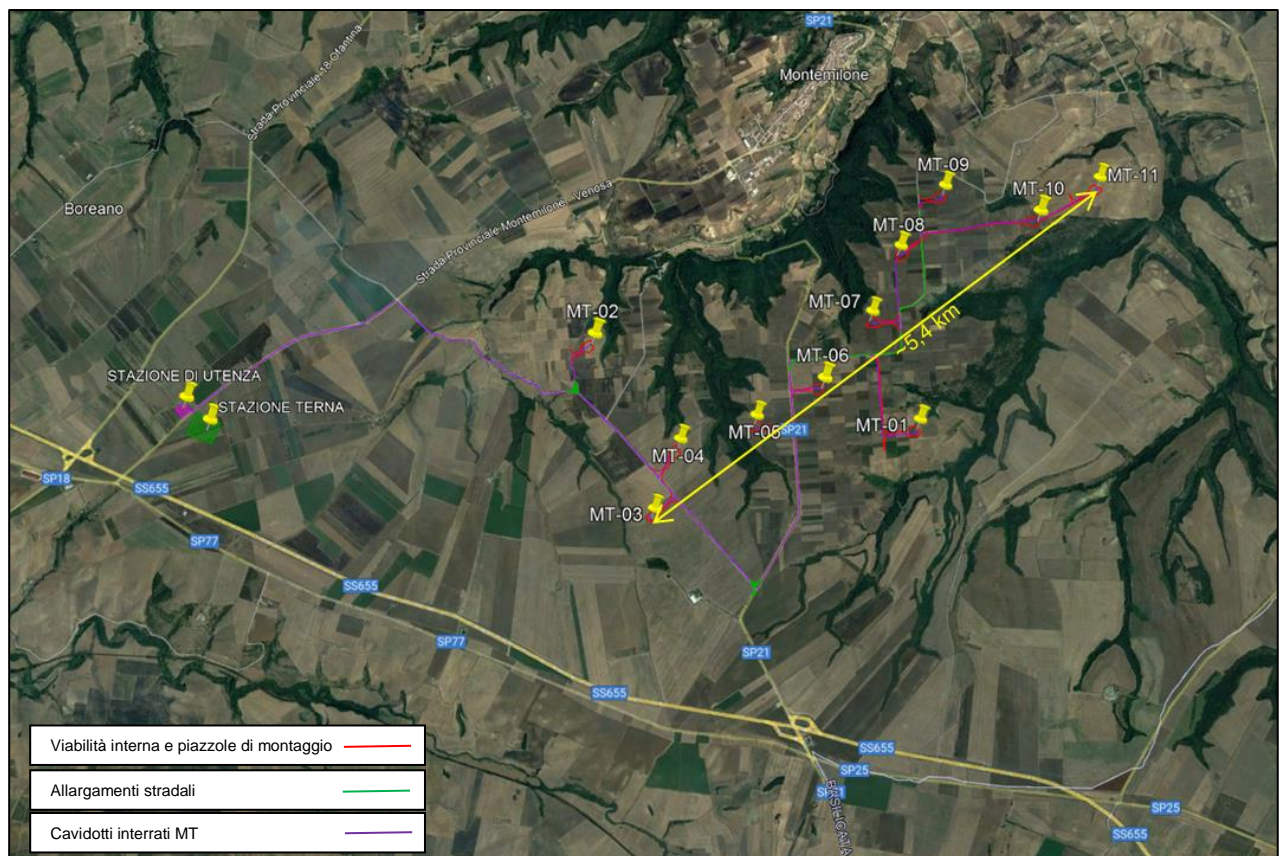 SP21
Montemilone
Strada Provinciale 18 Ofantina
MT-09
MT-11
MT-10
Boreano
Strada Provinciale Montemilone - Venosa
MT-08
MT-07
MT-02
~5,4 km
MT-06
STAZIONE DI UTENZA
STAZIONE TERNA
MT-05
SP21
MT-01
MT-04
SP18
SS655
MT-03
SP77
SS655
SP77
SP21
SS655
SS655
SP25
SP25
BASILICATA
SS655
Viabilità interna e piazzole di montaggio
Allargamenti stradali
Cavidotti interrati MT